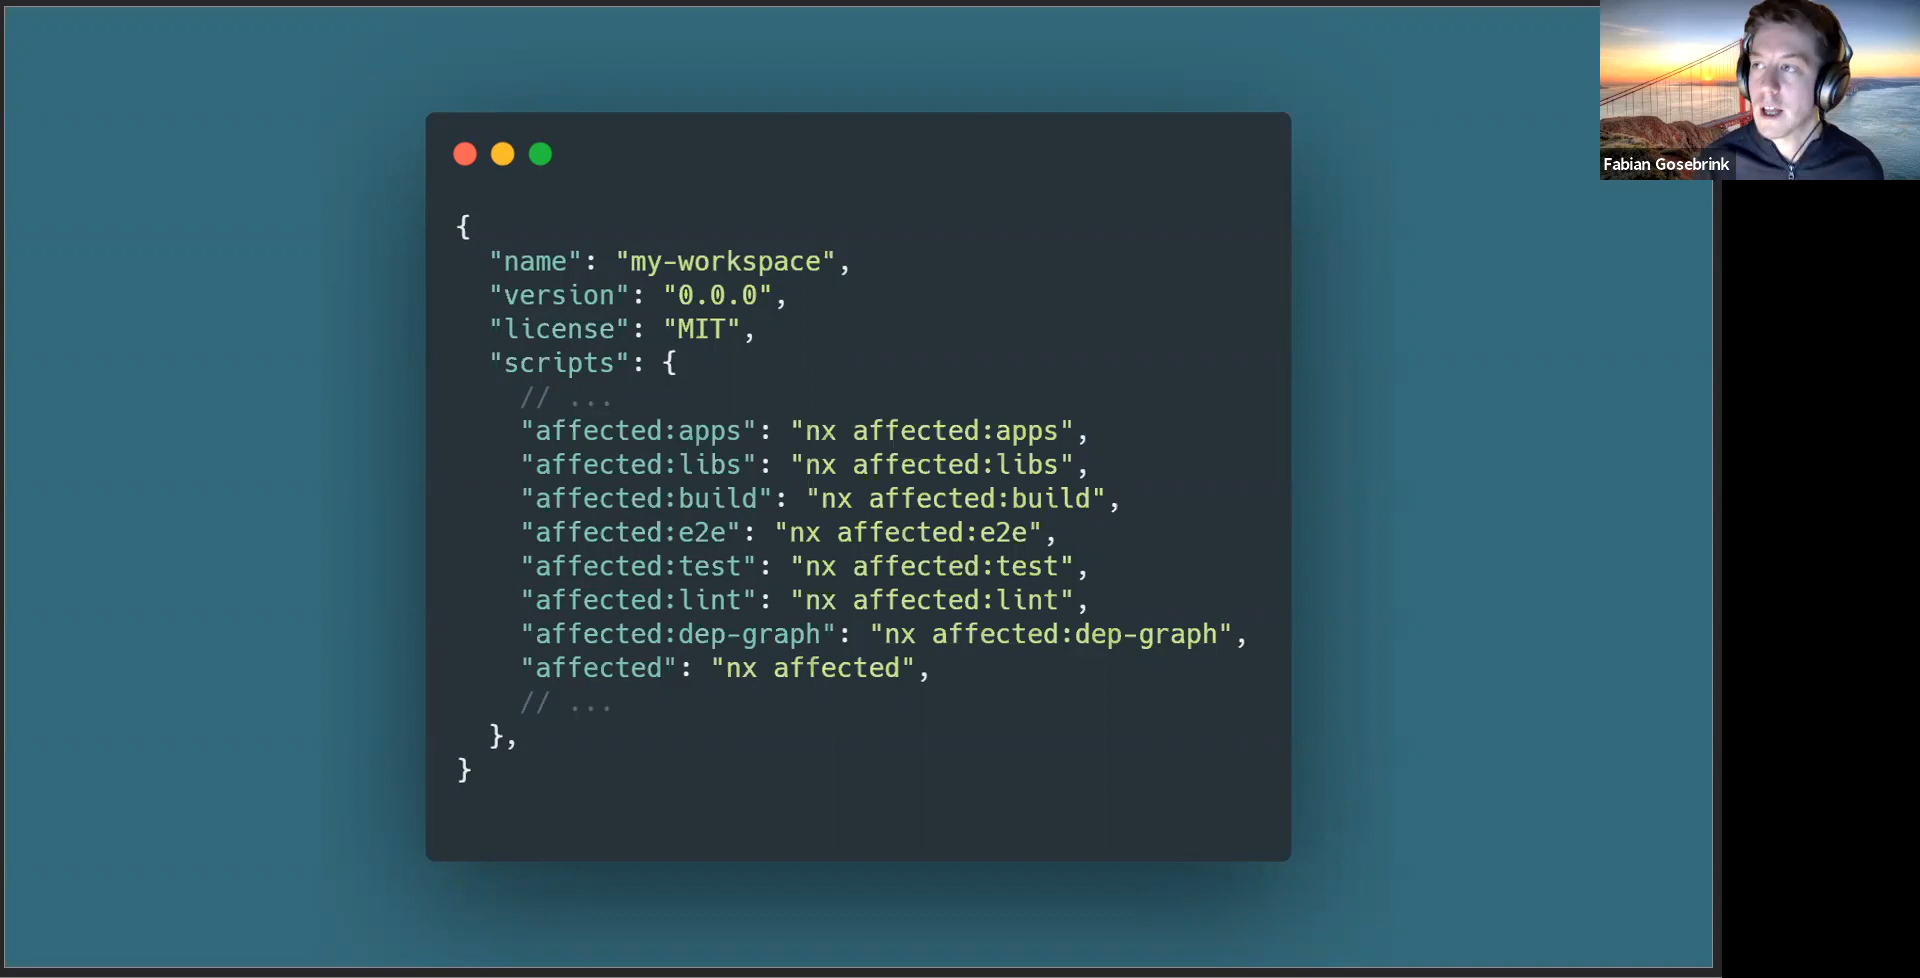 {
"name": "my-workspace",
"version": "0.0.0",
"license": "MIT",
"scripts": {
// ...
"affected:apps": "nx affected:apps",
"affected:libs": "nx affected:libs",
"affected:build": "nx affected:build",
"affected:e2e": "nx affected:e2e",
"affected:test": "nx affected:test",
"affected:lint": "nx affected:lint",
"affected:dep-graph": "nx affected:dep-graph",
"affected": "nx affected",
// ...
},
}
Fabian Gosebrink